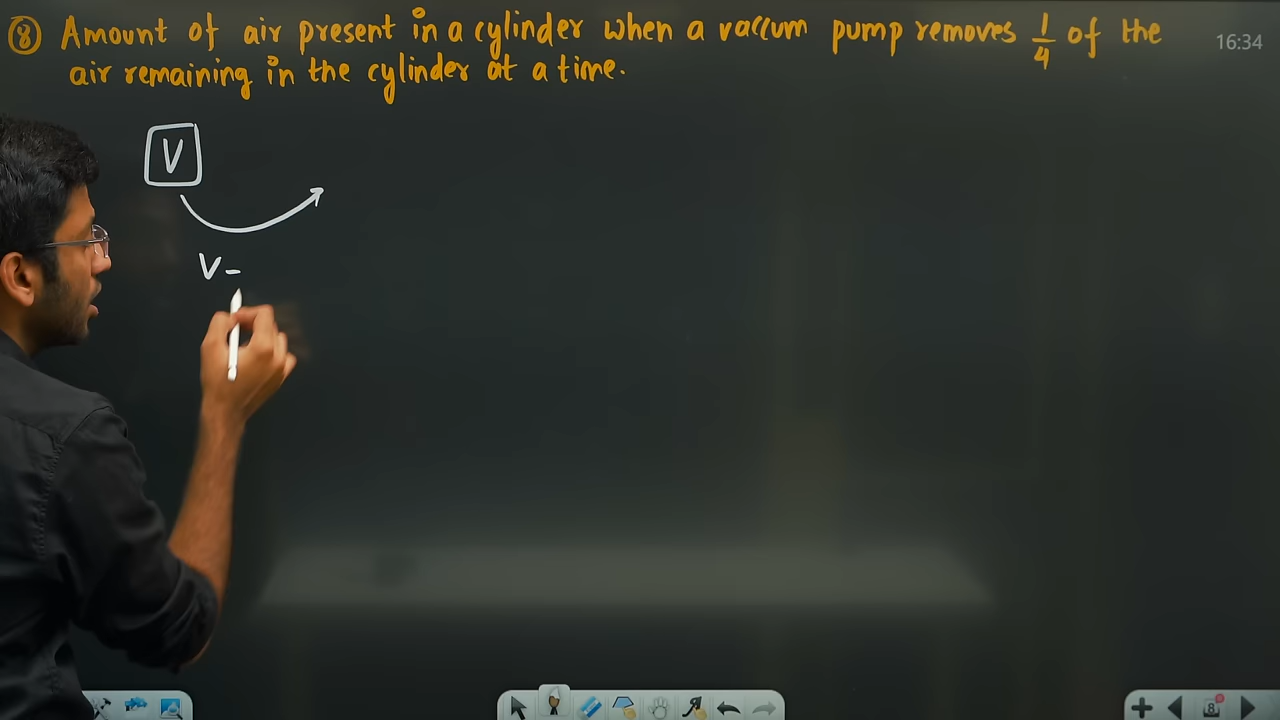 ⑧ Amount of air present in a cylinder when a vaccum pump removes 1/4 of the
air remaining in the cylinder at a time.
16:34
V
V-
8